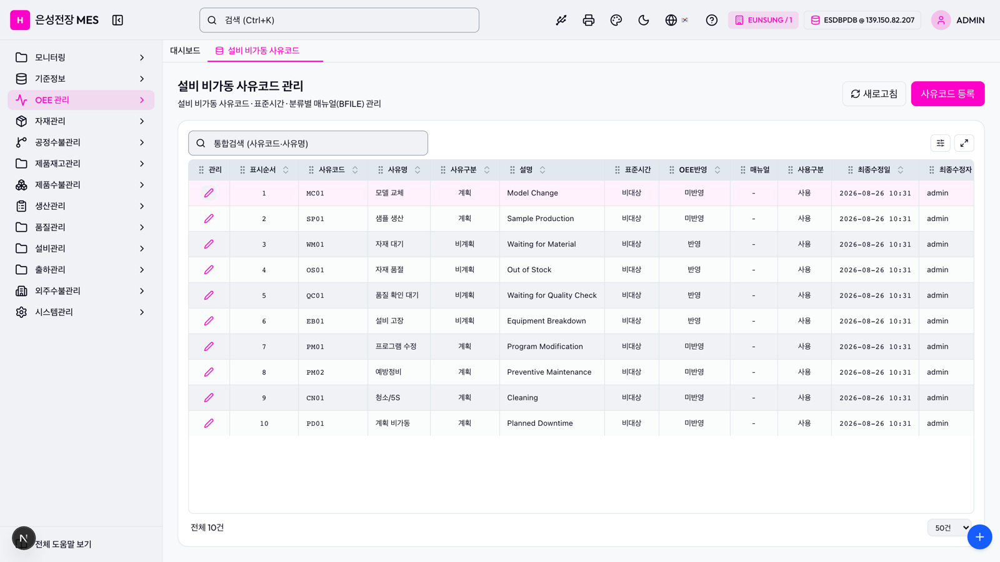 H 은성전장 MES
검색 (Ctrl+K)
EUNSUNG / 1
ESDBPDB @ 139.150.82.207
ADMIN
모니터링
기준정보
OEE 관리
자재관리
공정수불관리
제품재고관리
제품수불관리
생산관리
품질관리
설비관리
출하관리
외주수불관리
시스템관리
N 전체 도움말 보기
대시보드 설비 비가동 사유코드
설비 비가동 사유코드 관리
설비 비가동 사유코드 · 표준시간 · 분류별 매뉴얼(BFILE) 관리
새로고침 사유코드 등록
통합검색 (사유코드·사유명)
관리 표시순서 사유코드 사유명 사유구분 설명 표준시간 OEE반영 매뉴얼 사용구분 최종수정일 최종수정자
1 MC01 모델 교체 계획 Model Change 비대상 미반영 - 사용 2026-08-26 10:31 admin
2 SP01 샘플 생산 계획 Sample Production 비대상 미반영 - 사용 2026-08-26 10:31 admin
3 WM01 자재 대기 비계획 Waiting for Material 비대상 반영 - 사용 2026-08-26 10:31 admin
4 OS01 자재 품절 비계획 Out of Stock 비대상 반영 - 사용 2026-08-26 10:31 admin
5 QC01 품질 확인 대기 비계획 Waiting for Quality Check 비대상 반영 - 사용 2026-08-26 10:31 admin
6 EB01 설비 고장 비계획 Equipment Breakdown 비대상 반영 - 사용 2026-08-26 10:31 admin
7 PM01 프로그램 수정 계획 Program Modification 비대상 미반영 - 사용 2026-08-26 10:31 admin
8 PM02 예방정비 계획 Preventive Maintenance 비대상 미반영 - 사용 2026-08-26 10:31 admin
9 CN01 청소/5S 계획 Cleaning 비대상 미반영 - 사용 2026-08-26 10:31 admin
10 PD01 계획 비가동 계획 Planned Downtime 비대상 미반영 - 사용 2026-08-26 10:31 admin
전체 10건
50건